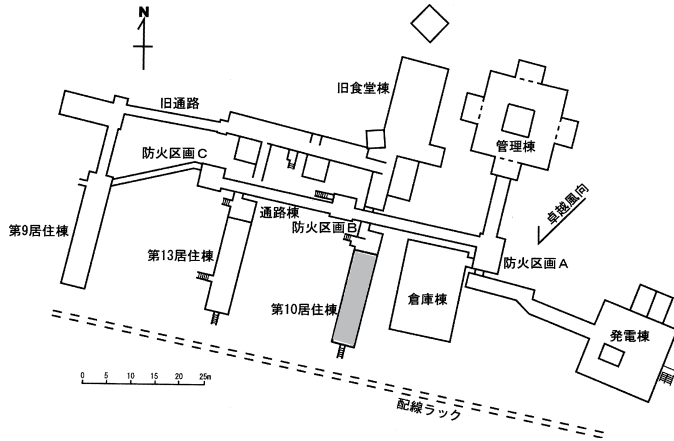 N
旧通路
旧食堂棟
管理棟
防火区画C
卓越風向
第9居住棟
通路棟
防火区画B
第13居住棟
防火区画A
第10居住棟
倉庫棟
発電棟
0 5 10 15 20 25m
配線ラック